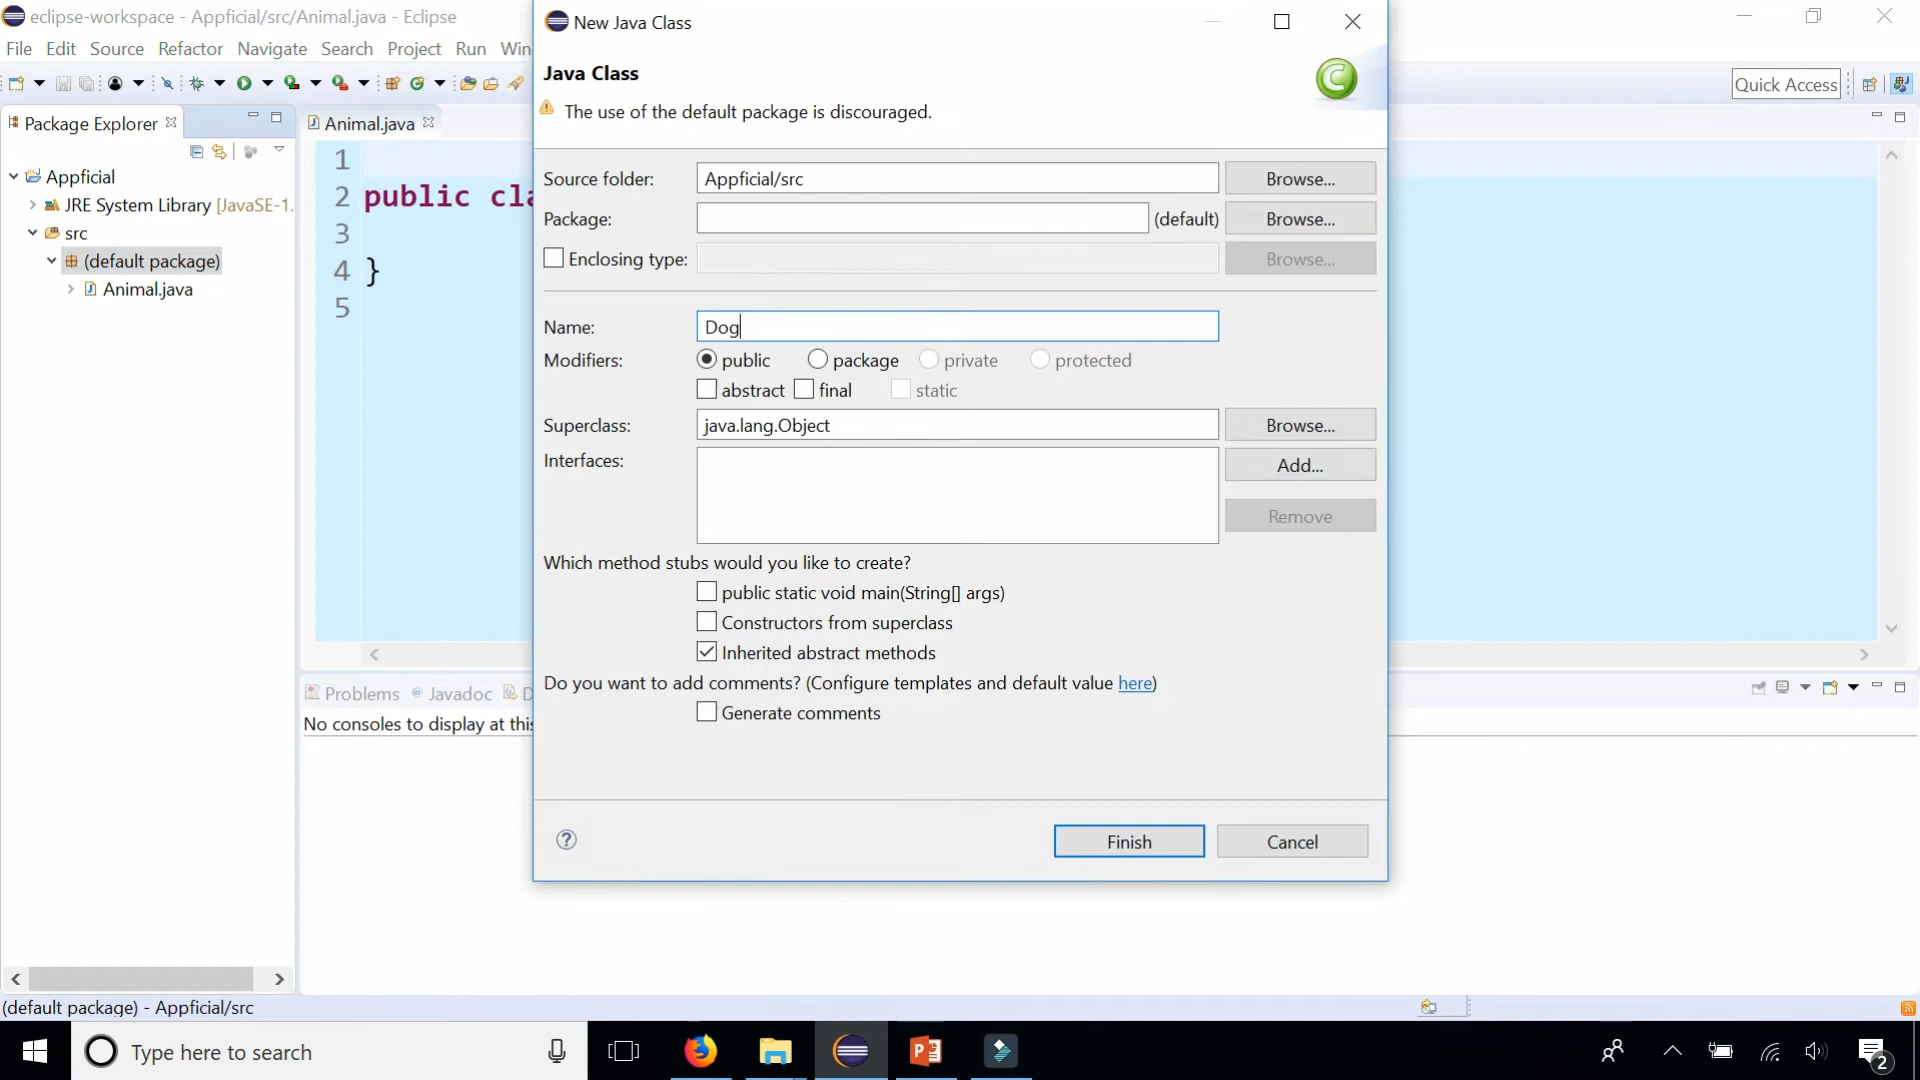 eclipse-workspace - Appficial/src/Animal.java - Eclipse
File Edit Source Refactor Navigate Search Project Run Win
Quick Access
Package Explorer
Appficial
JRE System Library [JavaSE-1.
src
(default package)
Animal.java
Animal.java
1
2 public cla
3
4 }
5
New Java Class
Java Class
The use of the default package is discouraged.
Source folder: Appficial/src Browse...
Package: (default) Browse...
Enclosing type: Browse...
Name: Dog
Modifiers: public package private protected
abstract final static
Superclass: java.lang.Object Browse...
Interfaces: Add...
Remove
Which method stubs would you like to create?
public static void main(String[] args)
Constructors from superclass
Inherited abstract methods
Do you want to add comments? (Configure templates and default value here)
Generate comments
Finish Cancel
Problems @ Javadoc D
No consoles to display at this
(default package) - Appficial/src
Type here to search
2